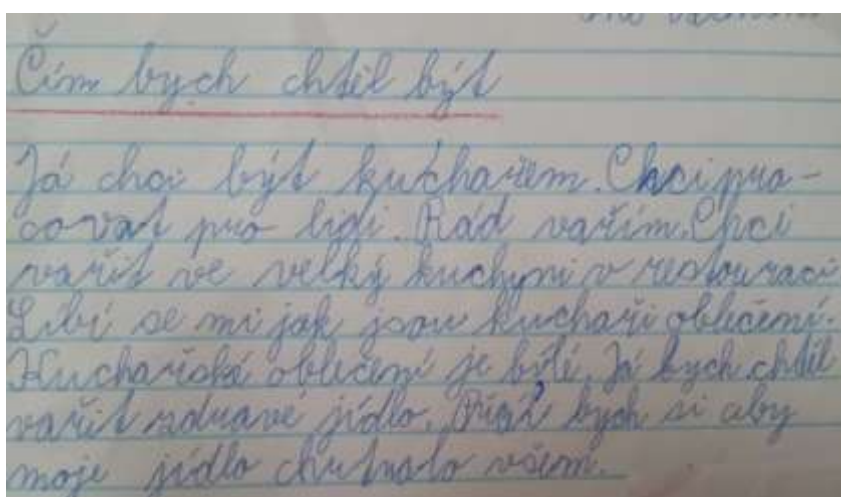 Čím bych chtěl být
Já chci být kuchařem. Chci pra-
covat pro lidi. Rád vařím. Chci
vařit ve velký kuchyni v restouraci
Libí se mi jak jsou kuchaři oblečení.
Kuchařské oblečení je bílé. Já bych chtěl
vařit zdravé jídlo. Přál bych si aby
moje jídlo chutnalo všem.